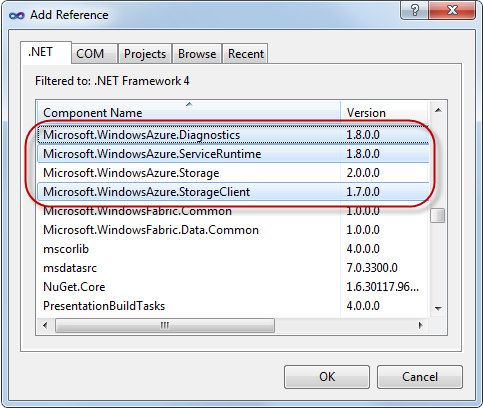 Add Reference
.NET COM Projects Browse Recent
Filtered to: .NET Framework 4
Component Name Version
Microsoft.WindowsAzure.Diagnostics 1.8.0.0
Microsoft.WindowsAzure.ServiceRuntime 1.8.0.0
Microsoft.WindowsAzure.Storage 2.0.0.0
Microsoft.WindowsAzure.StorageClient 1.7.0.0
Microsoft.WindowsFabric.Common 1.0.0.0
Microsoft.WindowsFabric.Data.Common 1.0.0.0
mscorlib 4.0.0.0
msdatasrc 7.0.3300.0
NuGet.Core 1.6.30117.96...
PresentationBuildTasks 4.0.0.0
OK Cancel